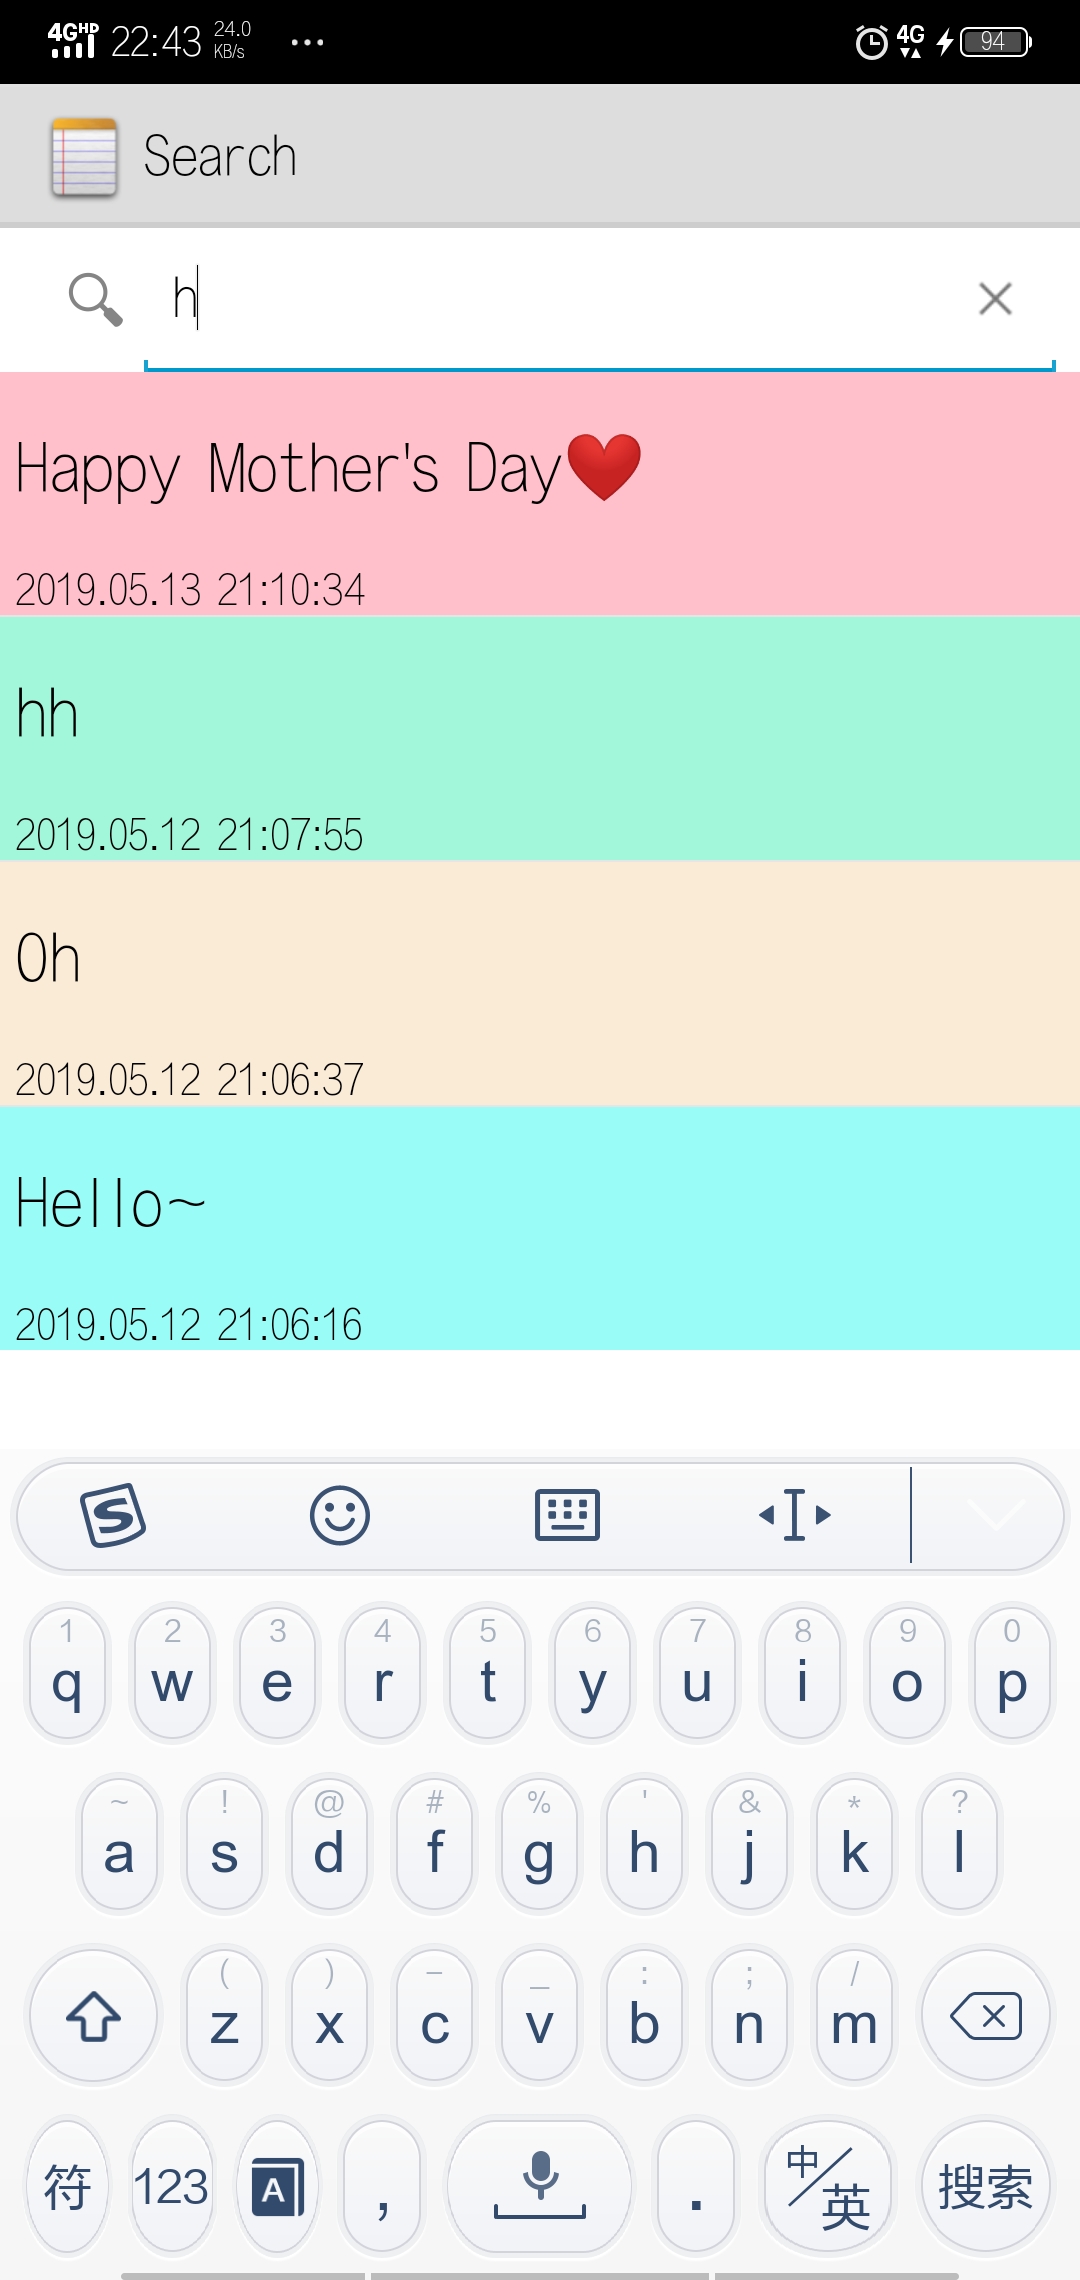 4G HD 22:43 24.0 KB/s ... 4G 94
Search
h
Happy Mother's Day❤️
2019.05.13 21:10:34
hh
2019.05.12 21:07:55
Oh
2019.05.12 21:06:37
Hello~
2019.05.12 21:06:16
S
1 2 3 4 5 6 7 8 9 0
q w e r t y u i o p
~ ! @ # % ' & * ?
a s d f g h j k l
( ) – _ : ; /
z x c v b n m
符 123 A , . 中/英 搜索